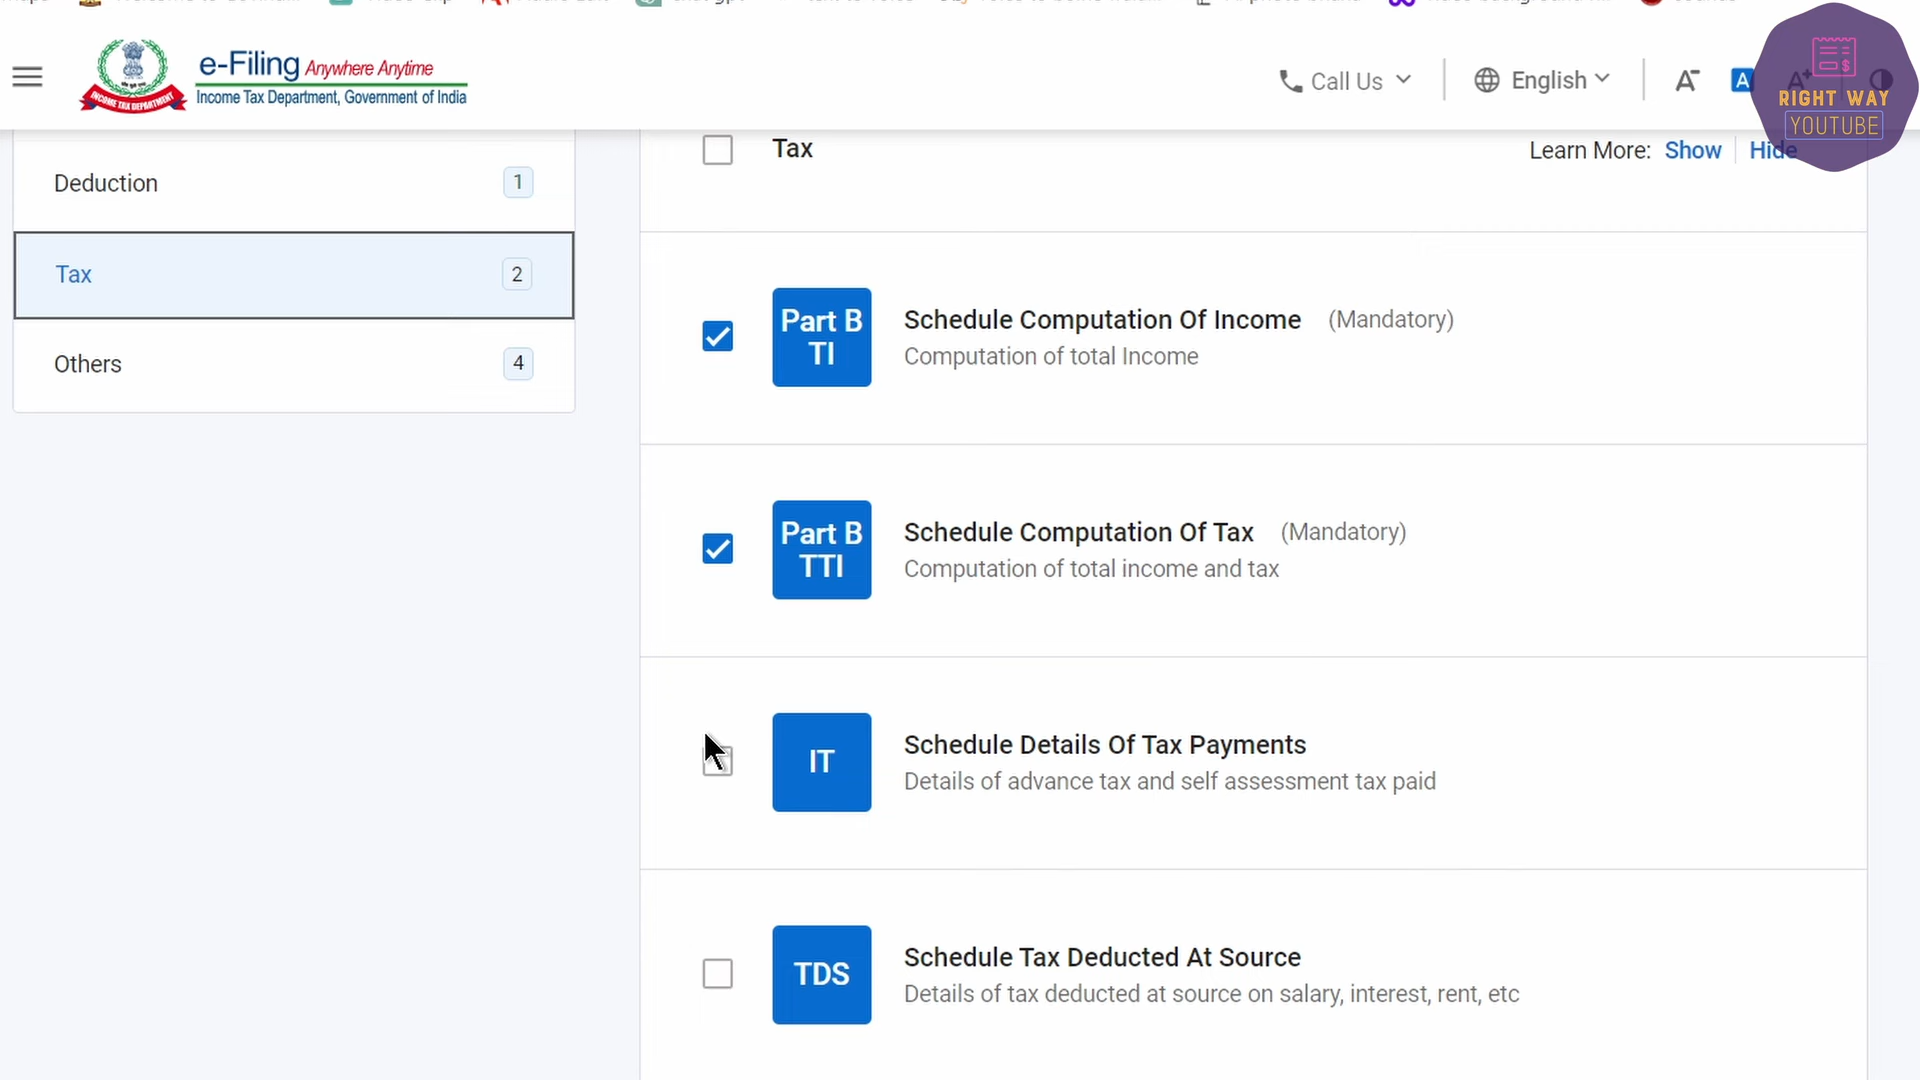 e-Filing Anywhere Anytime
Income Tax Department, Government of India
INCOME TAX DEPARTMENT
Call Us
English
A
A
A+
RIGHT WAY
YOUTUBE
Deduction 1
Tax 2
Others 4
Tax
Learn More: Show Hide
Part B
TI
Schedule Computation Of Income (Mandatory)
Computation of total Income
Part B
TTI
Schedule Computation Of Tax (Mandatory)
Computation of total income and tax
IT
Schedule Details Of Tax Payments
Details of advance tax and self assessment tax paid
TDS
Schedule Tax Deducted At Source
Details of tax deducted at source on salary, interest, rent, etc